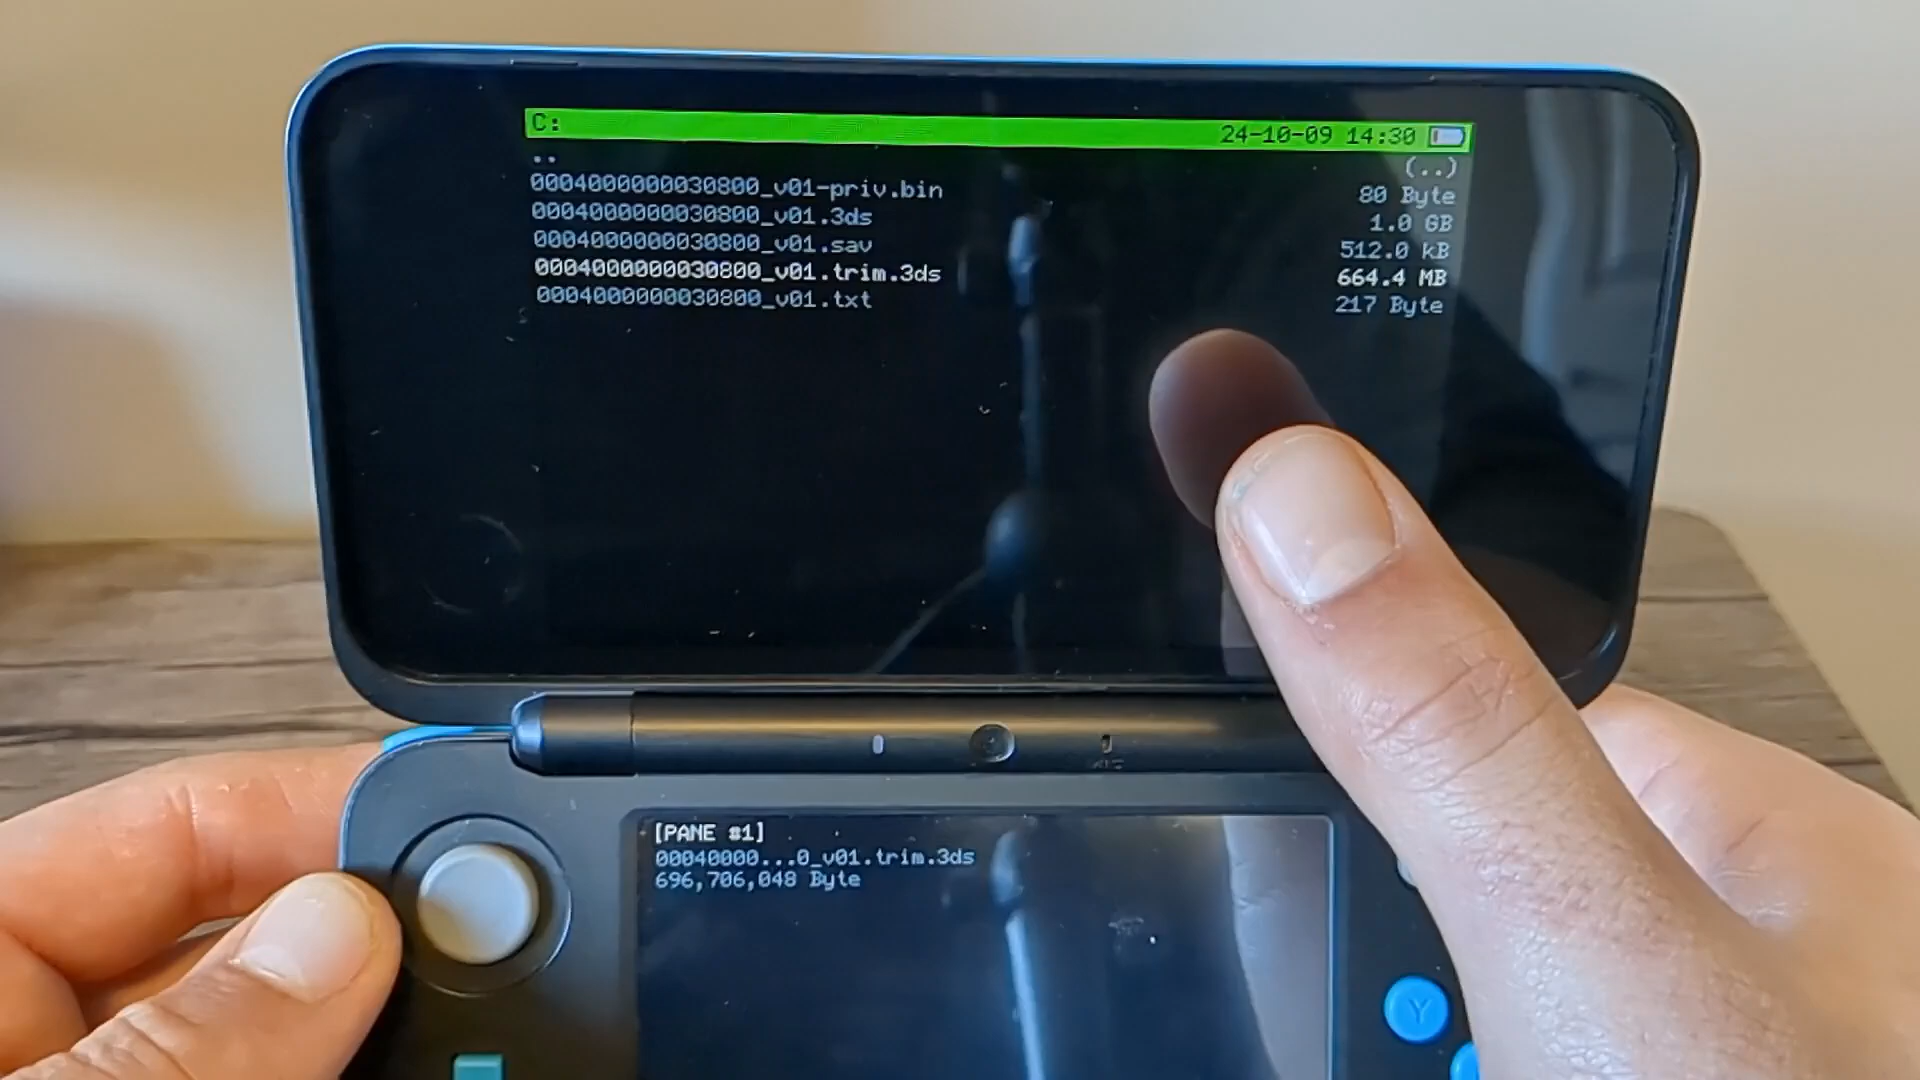 C: 24-10-09 14:30
.. (..)
0004000000030800_v01-priv.bin 80 Byte
0004000000030800_v01.3ds 1.0 GB
0004000000030800_v01.sav 512.0 kB
0004000000030800_v01.trim.3ds 664.4 MB
0004000000030800_v01.txt 217 Byte
[PANE #1]
00040000...0_v01.trim.3ds
696,706,048 Byte
Y